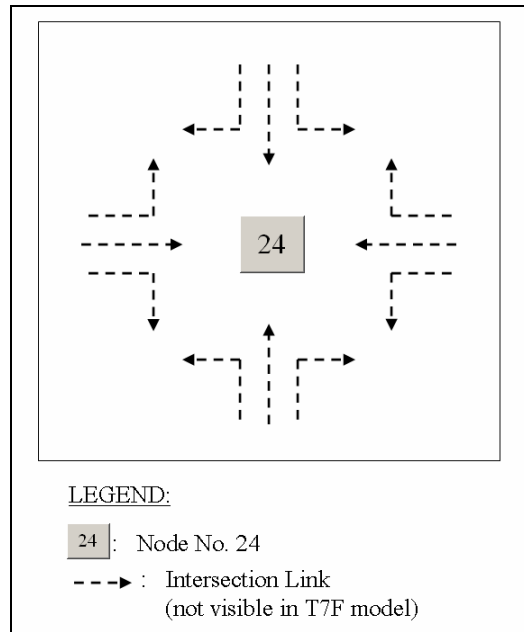 24
LEGEND:
24 : Node No. 24
: Intersection Link
(not visible in T7F model)